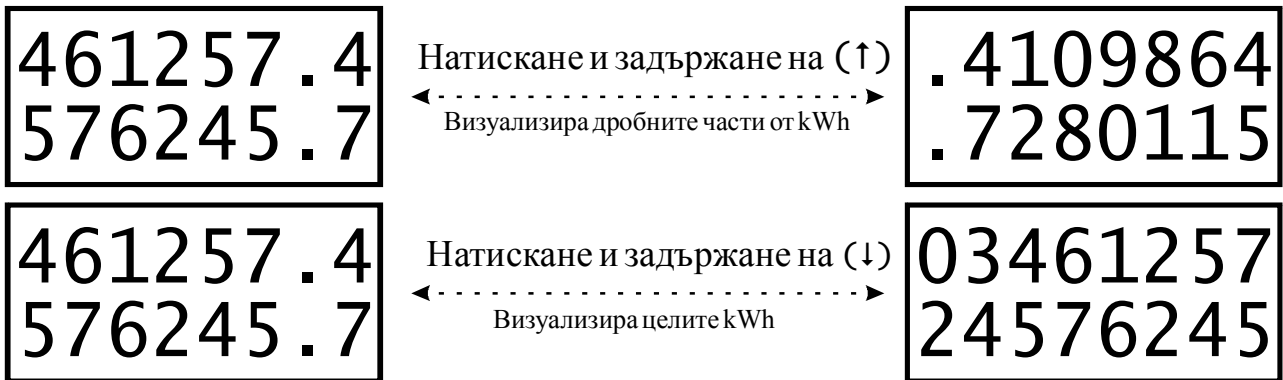 461257.4
576245.7
Натискане и задържане на (↑)
Визуализира дробните части от kWh
.4109864
.7280115
461257.4
576245.7
Натискане и задържане на (↓)
Визуализира целите kWh
03461257
24576245